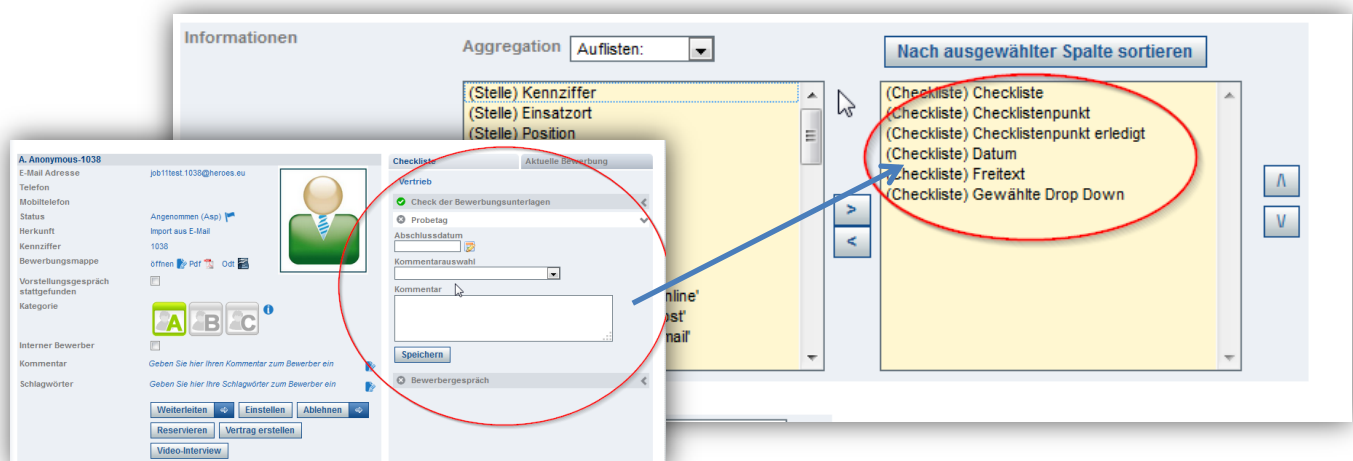 Informationen
Aggregation Auflisten:
Nach ausgewählter Spalte sortieren
(Stelle) Kennziffer
(Stelle) Einsatzort
(Stelle) Position
(Checkliste) Checkliste
(Checkliste) Checklistenpunkt
(Checkliste) Checklistenpunkt erledigt
(Checkliste) Datum
(Checkliste) Freitext
(Checkliste) Gewählte Drop Down
>
<
/\
\/
nline'
ost'
mail'
A. Anonymous-1038
E-Mail Adresse job11test.1038@heroes.eu
Telefon
Mobiltelefon
Status Angenommen (Asp)
Herkunft Import aus E-Mail
Kennziffer 1038
Bewerbungsmappe öffnen Pdf Odt
Vorstellungsgespräch
stattgefunden
Kategorie
A B C
Interner Bewerber
Kommentar Geben Sie hier Ihren Kommentar zum Bewerber ein
Schlagwörter Geben Sie hier Ihre Schlagwörter zum Bewerber ein
Weiterleiten Einstellen Ablehnen
Reservieren Vertrag erstellen
Video-Interview
Checkliste Aktuelle Bewerbung
Vertrieb
Check der Bewerbungsunterlagen
Probetag
Abschlussdatum
Kommentarauswahl
Kommentar
Speichern
Bewerbergespräch